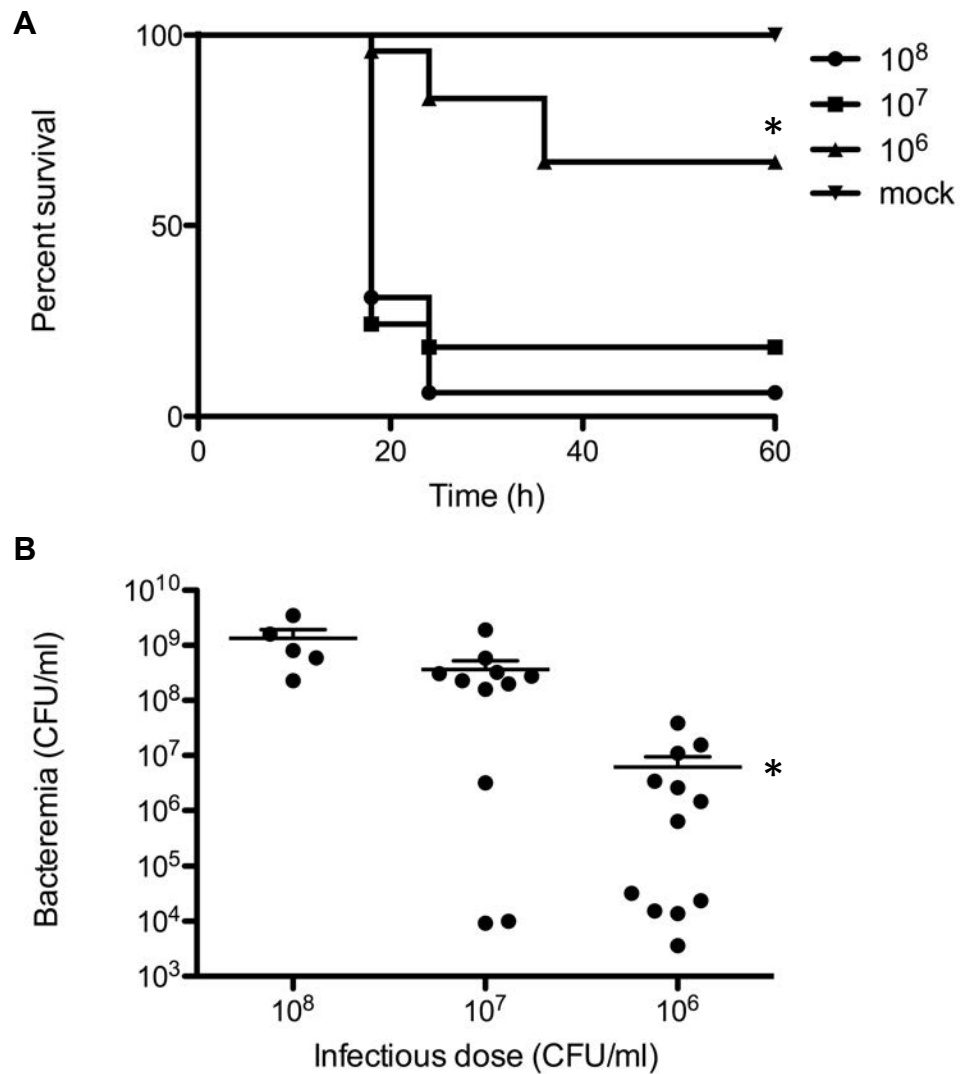 A
Percent survival
100
50
0
0 20 40 60
Time (h)
10⁸
10⁷
10⁶
mock
*
B
Bacteremia (CFU/ml)
10¹⁰
10⁹
10⁸
10⁷
10⁶
10⁵
10⁴
10³
*
10⁸ 10⁷ 10⁶
Infectious dose (CFU/ml)